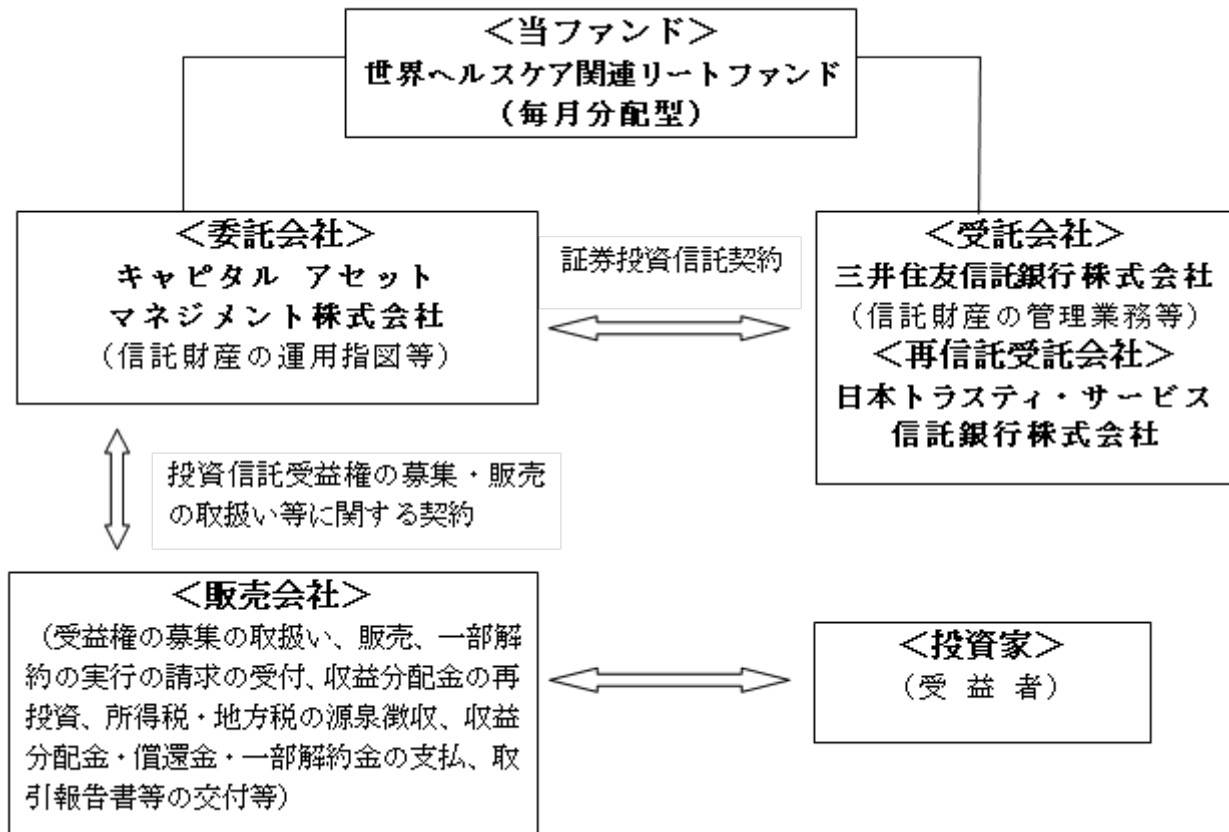 ＜当ファンド＞
世界ヘルスケア関連リートファンド
（毎月分配型）
＜委託会社＞
キャピタル アセット
マネジメント株式会社
（信託財産の運用指図等）
証券投資信託契約
＜受託会社＞
三井住友信託銀行株式会社
（信託財産の管理業務等）
＜再信託受託会社＞
日本トラスティ・サービス
信託銀行株式会社
投資信託受益権の募集・販売
の取扱い等に関する契約
＜販売会社＞
（受益権の募集の取扱い、販売、一部解
約の実行の請求の受付、収益分配金の再
投資、所得税・地方税の源泉徴収、収益
分配金・償還金・一部解約金の支払、取
引報告書等の交付等）
＜投資家＞
（受 益 者）